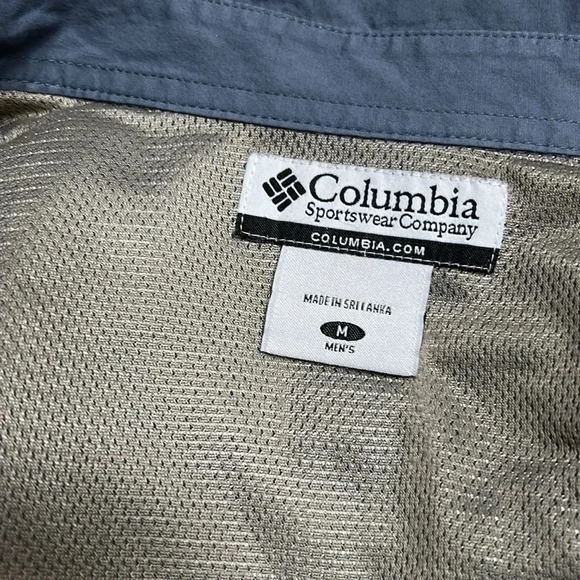 Columbia
Sportswear Company
COLUMBIA.COM
MADE IN SRI LANKA
M
MEN'S